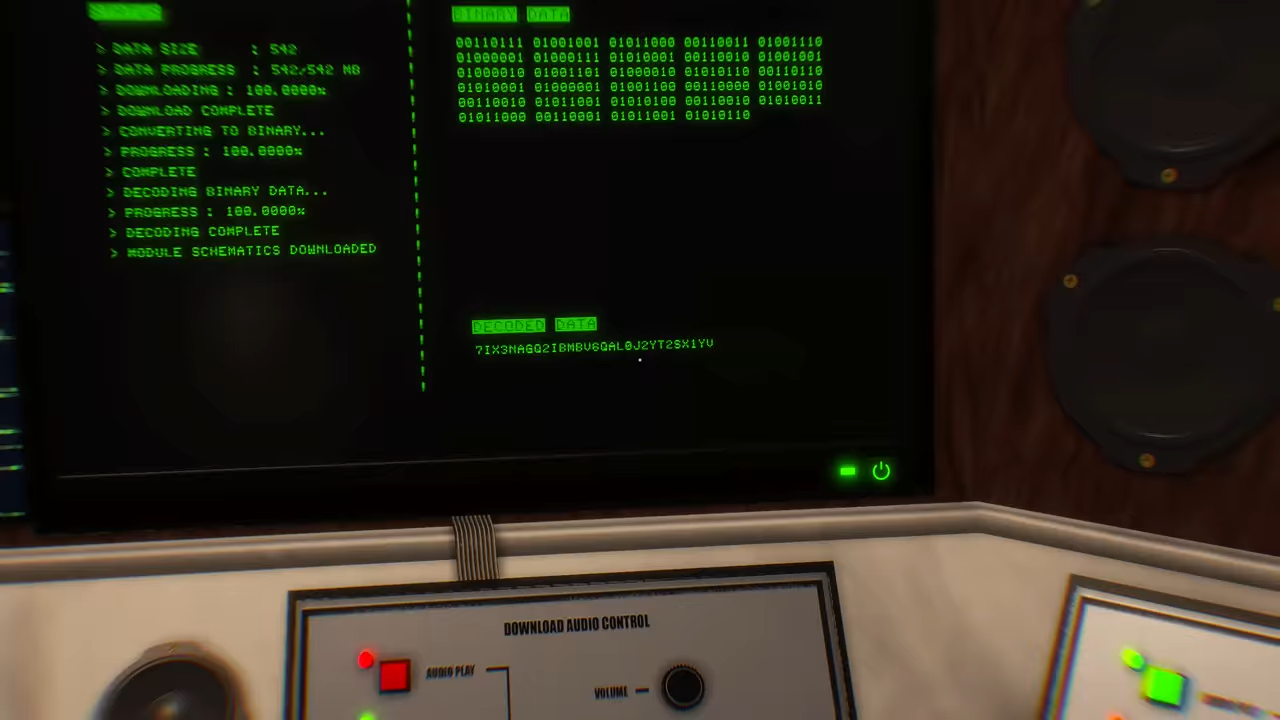 STATUS
> DATA SIZE : 542
> DATA PROGRESS : 542/542 MB
> DOWNLOADING : 100.0000%
> DOWNLOAD COMPLETE
> CONVERTING TO BINARY...
> PROGRESS : 100.0000%
> COMPLETE
> DECODING BINARY DATA...
> PROGRESS : 100.0000%
> DECODING COMPLETE
> MODULE SCHEMATICS DOWNLOADED
BINARY DATA
00110111 01001001 01011000 00110011 01001110
01000001 01000111 01010001 00110010 01001001
01000010 01001101 01000010 01010110 00110110
01010001 01000001 01001100 00110000 01001010
00110010 01011001 01010100 00110010 01010011
01011000 00110001 01011001 01010110
DECODED DATA
7IX3NAGQ2IBMBV6QAL0J2YT2SX1YV
DOWNLOAD AUDIO CONTROL
AUDIO PLAY
VOLUME